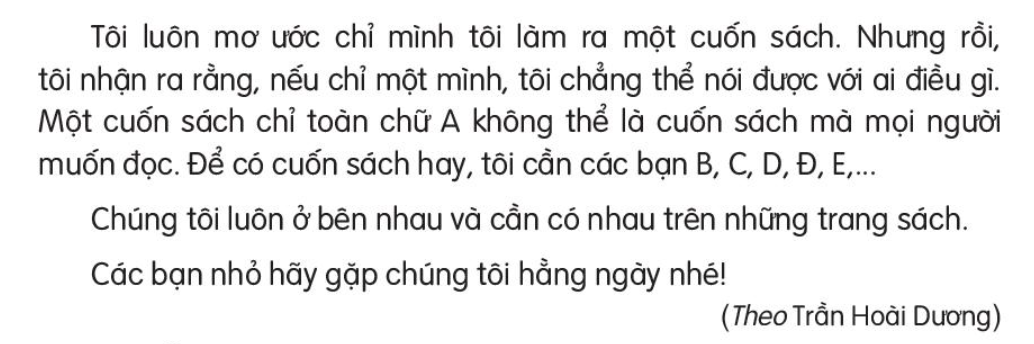 Tôi luôn mơ ước chỉ mình tôi làm ra một cuốn sách. Nhưng rồi,
tôi nhận ra rằng, nếu chỉ một mình, tôi chẳng thể nói được với ai điều gì.
Một cuốn sách chỉ toàn chữ A không thể là cuốn sách mà mọi người
muốn đọc. Để có cuốn sách hay, tôi cần các bạn B, C, D, Đ, E,...
Chúng tôi luôn ở bên nhau và cần có nhau trên những trang sách.
Các bạn nhỏ hãy gặp chúng tôi hằng ngày nhé!
(Theo Trần Hoài Dương)